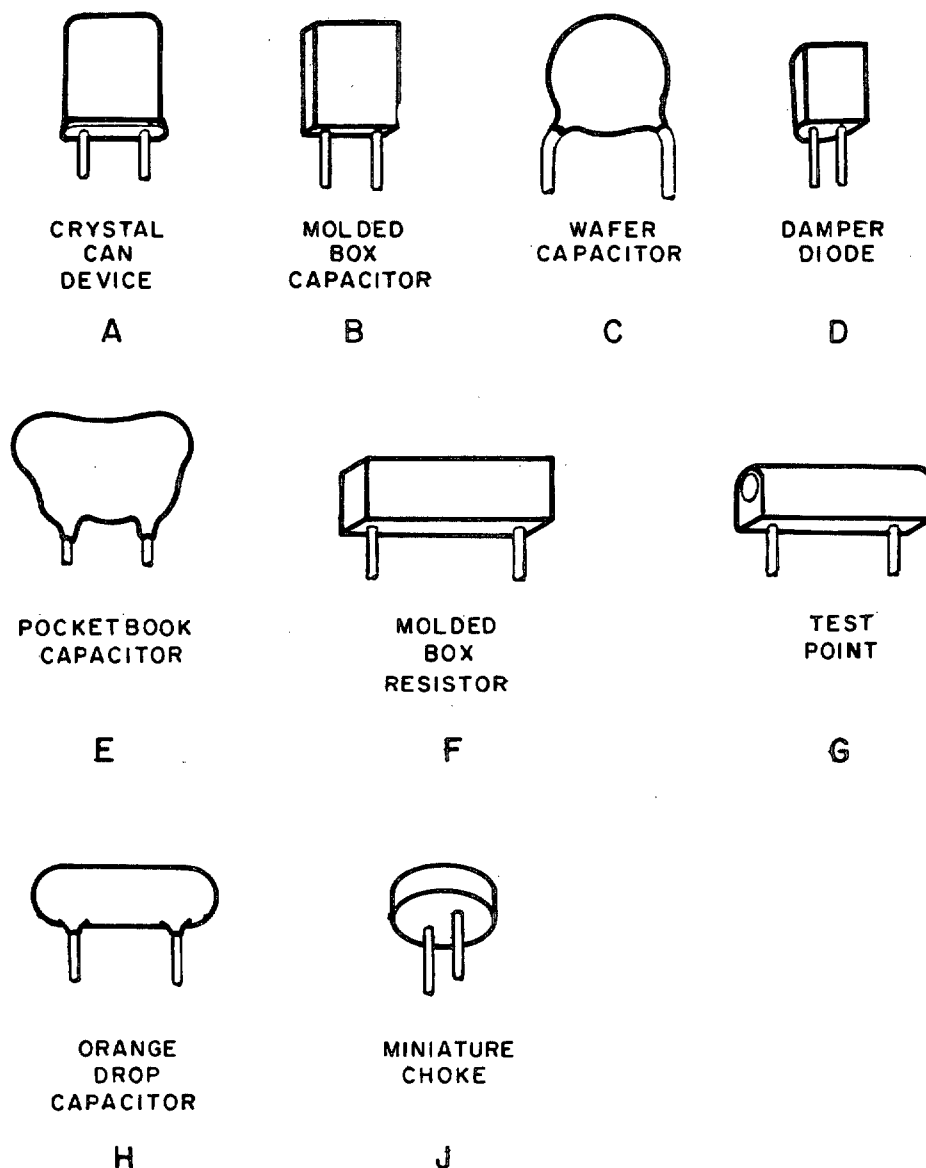 CRYSTAL
CAN
DEVICE
A
MOLDED
BOX
CAPACITOR
B
WAFER
CAPACITOR
C
DAMPER
DIODE
D
POCKETBOOK
CAPACITOR
E
MOLDED
BOX
RESISTOR
F
TEST
POINT
G
ORANGE
DROP
CAPACITOR
H
MINIATURE
CHOKE
J